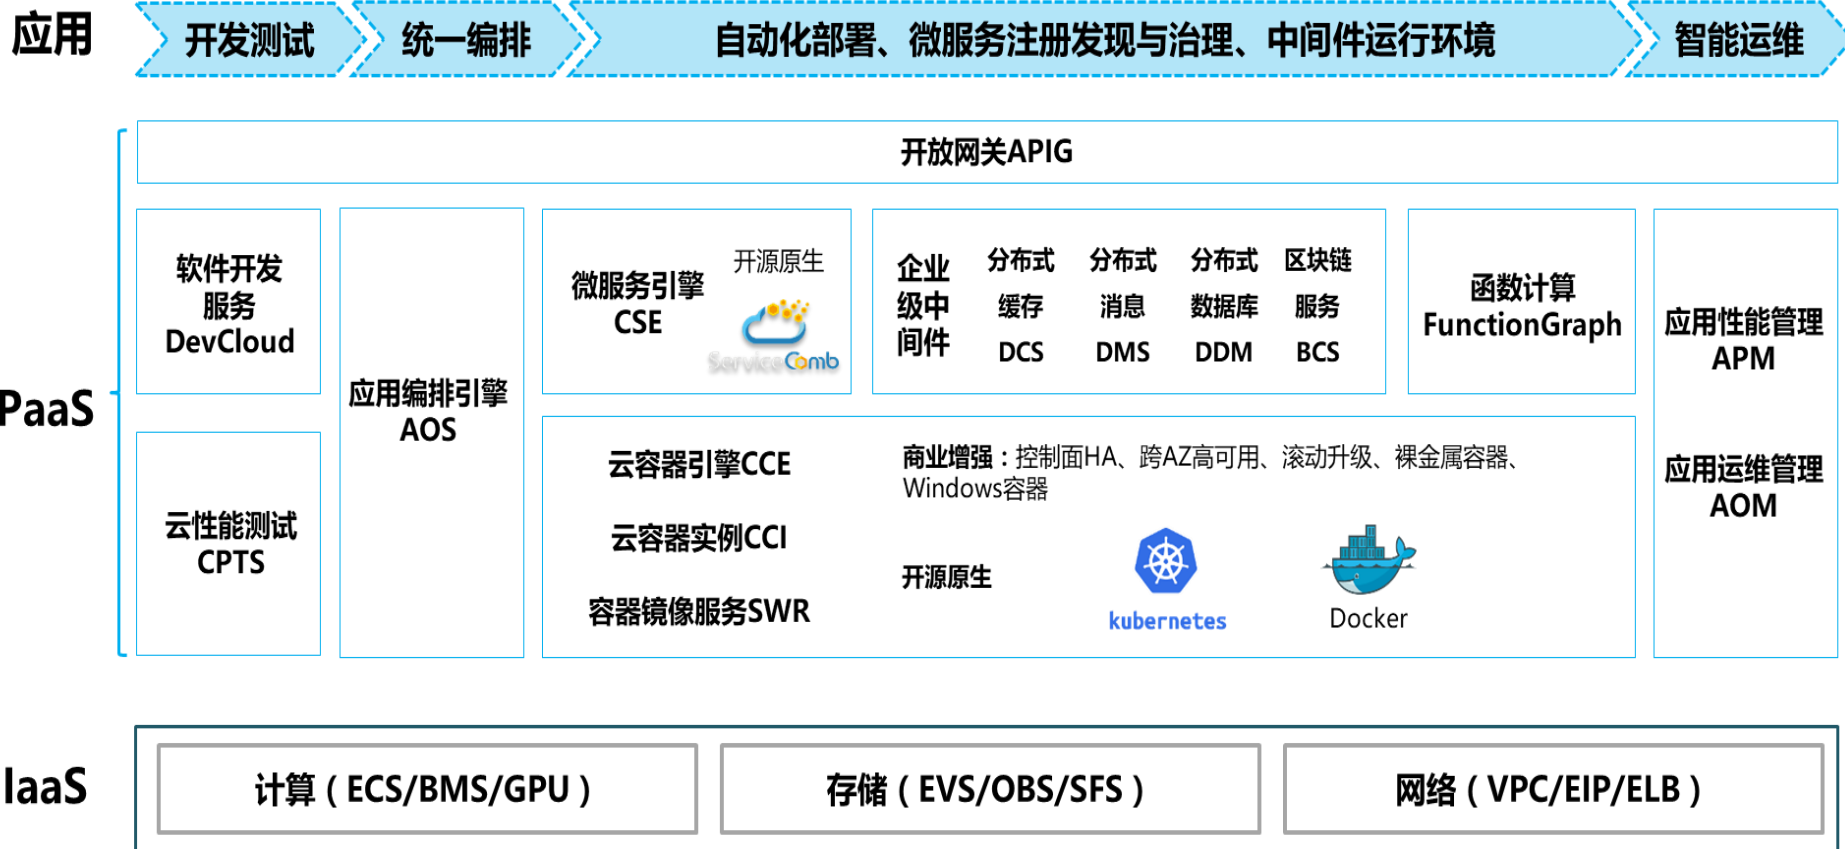 应用
开发测试
统一编排
自动化部署、微服务注册发现与治理、中间件运行环境
智能运维
PaaS
开放网关APIG
软件开发
服务
DevCloud
云性能测试
CPTS
应用编排引擎
AOS
微服务引擎
CSE
开源原生
ServiceComb
企业
级中
间件
分布式
缓存
DCS
分布式
消息
DMS
分布式
数据库
DDM
区块链
服务
BCS
函数计算
FunctionGraph
云容器引擎CCE
云容器实例CCI
容器镜像服务SWR
商业增强：控制面HA、跨AZ高可用、滚动升级、裸金属容器、
Windows容器
开源原生
kubernetes
Docker
应用性能管理
APM
应用运维管理
AOM
IaaS
计算（ECS/BMS/GPU）
存储（EVS/OBS/SFS）
网络（VPC/EIP/ELB）